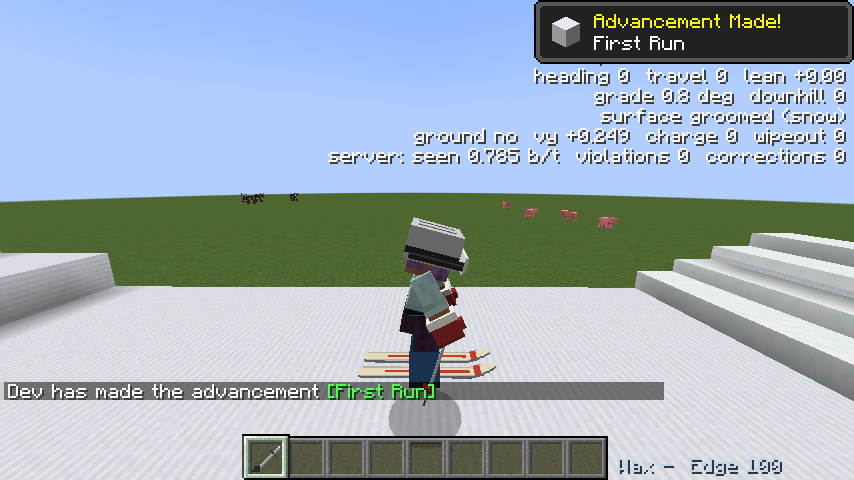 Advancement Made!
First Run
heading 0 travel 0 lean +0.00
grade 0.8 deg downhill 0
surface groomed (snow)
ground no vy +0.249 charge 0 wipeout 0
server: seen 0.785 b/t violations 0 corrections 0
Dev has made the advancement [First Run]
Wax - Edge 100